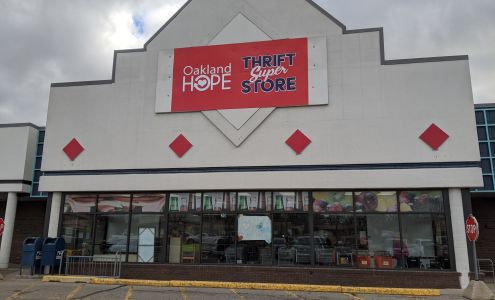 Oakland
HOPE
THRIFT
Super
STORE
STOP